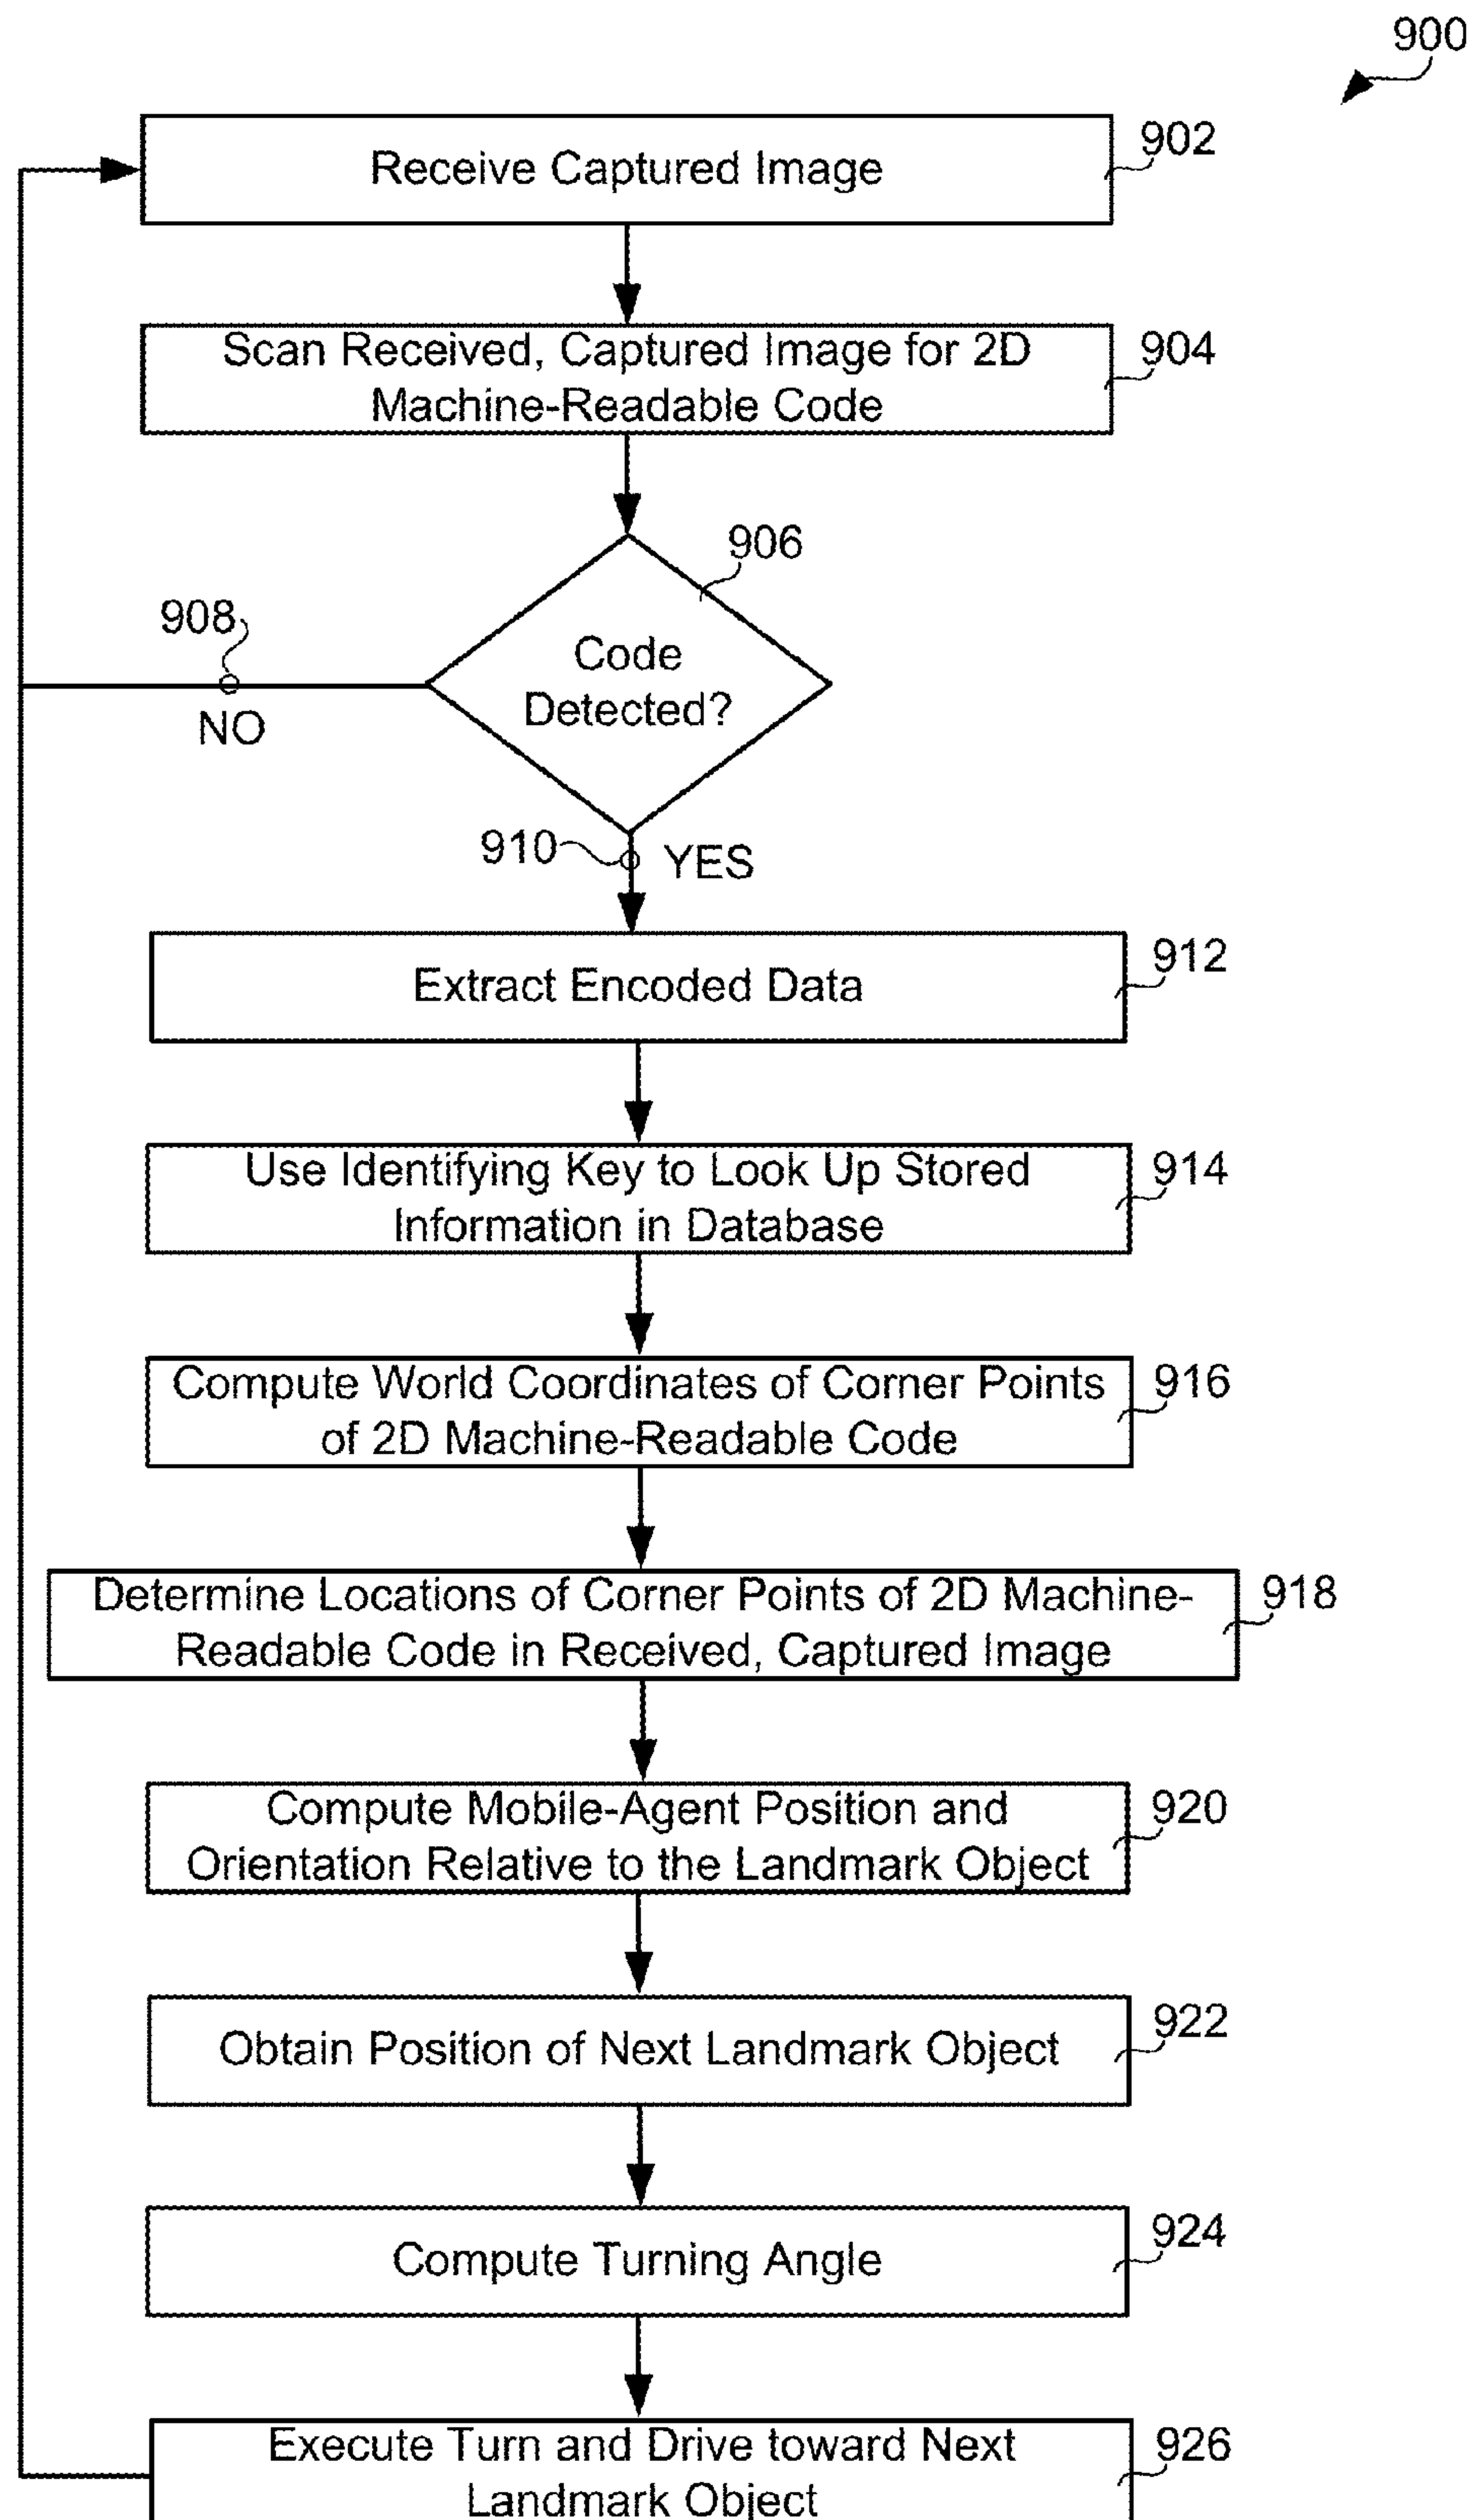 900
Receive Captured Image
902
Scan Received, Captured Image for 2D
Machine-Readable Code
904
906
Code
Detected?
908
NO
910
YES
Extract Encoded Data
912
Use Identifying Key to Look Up Stored
Information in Database
914
Compute World Coordinates of Corner Points
of 2D Machine-Readable Code
916
Determine Locations of Corner Points of 2D Machine-
Readable Code in Received, Captured Image
918
Compute Mobile-Agent Position and
Orientation Relative to the Landmark Object
920
Obtain Position of Next Landmark Object
922
Compute Turning Angle
924
Execute Turn and Drive toward Next
Landmark Object
926